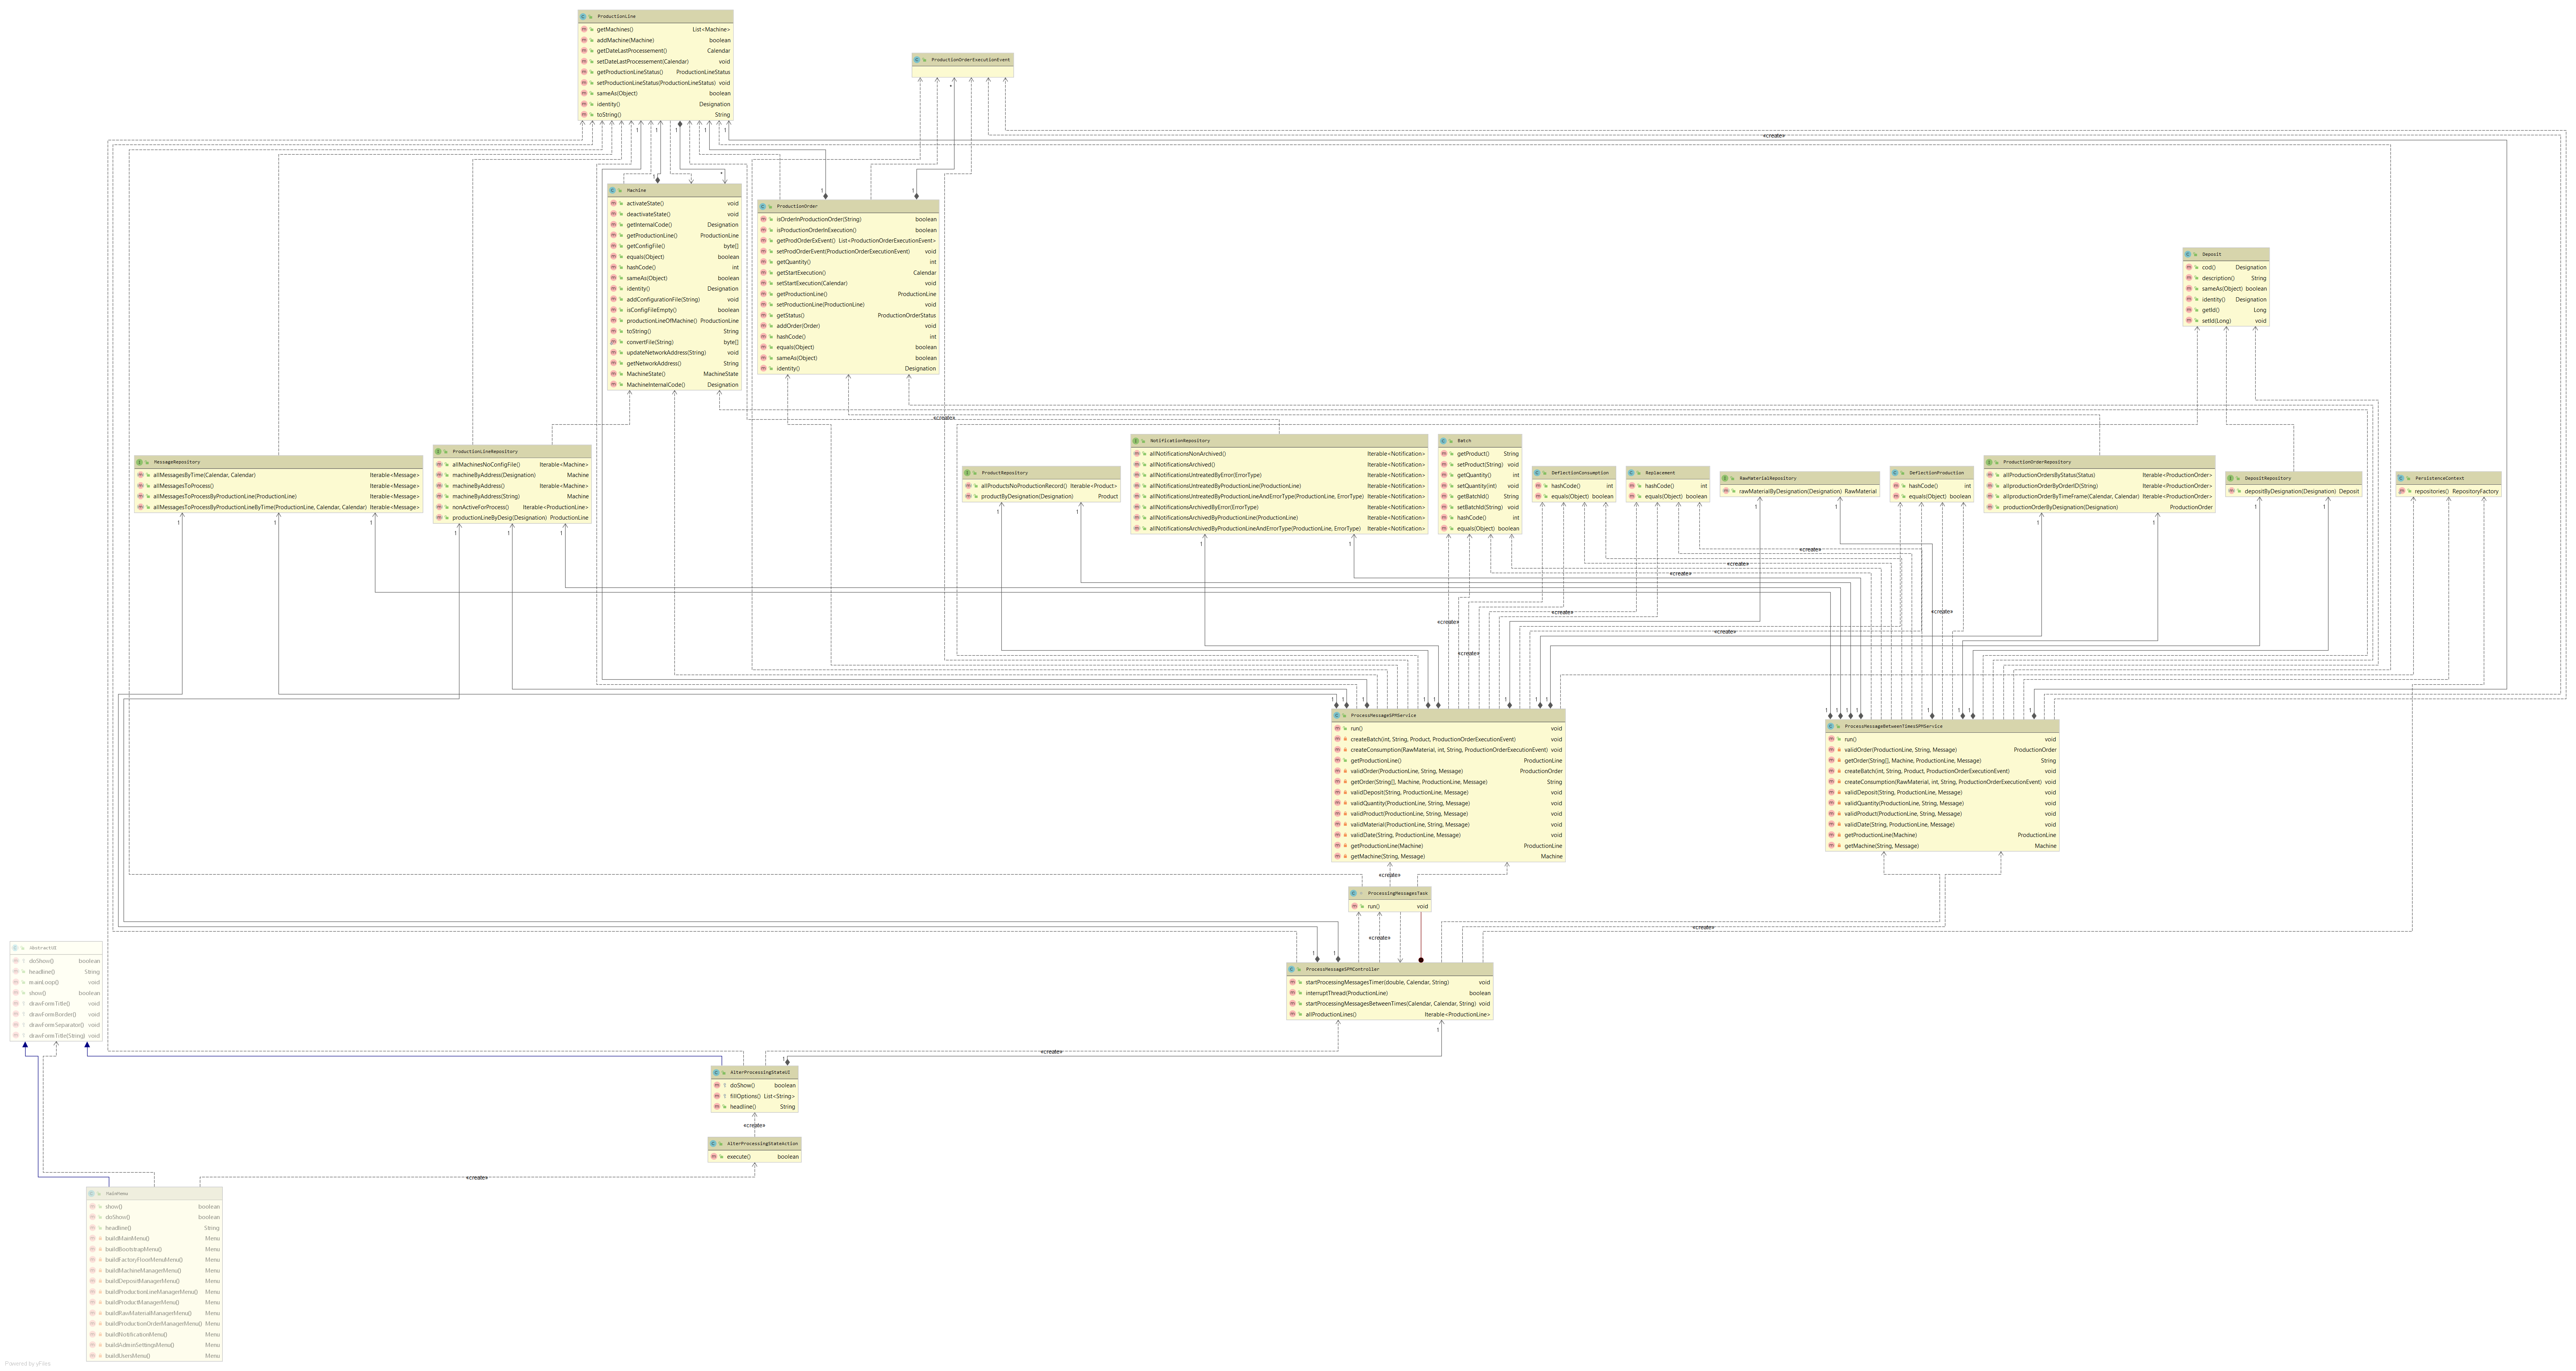 ProductionLine
getMachines() List<Machine>
addMachine(Machine) boolean
getDateLastProcessement() Calendar
setDateLastProcessement(Calendar) void
getProductionLineStatus() ProductionLineStatus
setProductionLineStatus(ProductionLineStatus) void
sameAs(Object) boolean
identity() Designation
toString() String
ProductionOrderExecutionEvent
Machine
activateState() void
deactivateState() void
getInternalCode() Designation
getProductionLine() ProductionLine
getConfigFile() byte[]
equals(Object) boolean
hashCode() int
sameAs(Object) boolean
identity() Designation
addConfigurationFile(String) void
isConfigFileEmpty() boolean
productionLineOfMachine() ProductionLine
toString() String
convertFile(String) byte[]
updateNetworkAddress(String) void
getNetworkAddress() String
MachineState() MachineState
MachineInternalCode() Designation
ProductionOrder
isOrderInProductionOrder(String) boolean
isProductionOrderInExecution() boolean
getProdOrderExEvent() List<ProductionOrderExecutionEvent>
setProdOrderEvent(ProductionOrderExecutionEvent) void
getQuantity() int
getStartExecution() Calendar
setStartExecution(Calendar) void
getProductionLine() ProductionLine
setProductionLine(ProductionLine) void
getStatus() ProductionOrderStatus
addOrder(Order) void
hashCode() int
equals(Object) boolean
sameAs(Object) boolean
identity() Designation
Deposit
cod() Designation
description() String
sameAs(Object) boolean
identity() Designation
getId() Long
setId(Long) void
MessageRepository
allMessagesByTime(Calendar, Calendar) Iterable<Message>
allMessagesToProcess() Iterable<Message>
allMessagesToProcessByProductionLine(ProductionLine) Iterable<Message>
allMessagesToProcessByProductionLineByTime(ProductionLine, Calendar, Calendar) Iterable<Message>
ProductionLineRepository
allMachinesNoConfigFile() Iterable<Machine>
machineByAddress(Designation) Machine
machineByAddress() Iterable<Machine>
machineByAddress(String) Machine
nonActiveForProcess() Iterable<ProductionLine>
productionLineByDesig(Designation) ProductionLine
ProductRepository
allProductsNoProductionRecord() Iterable<Product>
productByDesignation(Designation) Product
NotificationRepository
allNotificationsNonArchived() Iterable<Notification>
allNotificationsArchived() Iterable<Notification>
allNotificationsUntreatedByError(ErrorType) Iterable<Notification>
allNotificationsUntreatedByProductionLine(ProductionLine) Iterable<Notification>
allNotificationsUntreatedByProductionLineAndErrorType(ProductionLine, ErrorType) Iterable<Notification>
allNotificationsArchivedByError(ErrorType) Iterable<Notification>
allNotificationsArchivedByProductionLine(ProductionLine) Iterable<Notification>
allNotificationsArchivedByProductionLineAndErrorType(ProductionLine, ErrorType) Iterable<Notification>
Batch
getProduct() String
setProduct(String) void
getQuantity() int
setQuantity(int) void
getBatchId() String
setBatchId(String) void
hashCode() int
equals(Object) boolean
DeflectionConsumption
hashCode() int
equals(Object) boolean
Replacement
hashCode() int
equals(Object) boolean
RawMaterialRepository
rawMaterialByDesignation(Designation) RawMaterial
DeflectionProduction
hashCode() int
equals(Object) boolean
ProductionOrderRepository
allProductionOrdersByStatus(Status) Iterable<ProductionOrder>
allproductionOrderByOrderID(String) Iterable<ProductionOrder>
allproductionOrderByTimeFrame(Calendar, Calendar) Iterable<ProductionOrder>
productionOrderByDesignation(Designation) ProductionOrder
DepositRepository
depositByDesignation(Designation) Deposit
PersistenceContext
repositories() RepositoryFactory
ProcessMessageSPMService
run() void
createBatch(int, String, Product, ProductionOrderExecutionEvent) void
createConsumption(RawMaterial, int, String, ProductionOrderExecutionEvent) void
getProductionLine() ProductionLine
validOrder(ProductionLine, String, Message) ProductionOrder
getOrder(String[], Machine, ProductionLine, Message) String
validDeposit(String, ProductionLine, Message) void
validQuantity(ProductionLine, String, Message) void
validProduct(ProductionLine, String, Message) void
validMaterial(ProductionLine, String, Message) void
validDate(String, ProductionLine, Message) void
getProductionLine(Machine) ProductionLine
getMachine(String, Message) Machine
ProcessMessageBetweenTimesSPMService
run() void
validOrder(ProductionLine, String, Message) ProductionOrder
getOrder(String[], Machine, ProductionLine, Message) String
createBatch(int, String, Product, ProductionOrderExecutionEvent) void
createConsumption(RawMaterial, int, String, ProductionOrderExecutionEvent) void
validDeposit(String, ProductionLine, Message) void
validQuantity(ProductionLine, String, Message) void
validProduct(ProductionLine, String, Message) void
validDate(String, ProductionLine, Message) void
getProductionLine(Machine) ProductionLine
getMachine(String, Message) Machine
ProcessingMessagesTask
run() void
ProcessMessageSPMController
startProcessingMessagesTimer(double, Calendar, String) void
interruptThread(ProductionLine) boolean
startProcessingMessagesBetweenTimes(Calendar, Calendar, String) void
allProductionLines() Iterable<ProductionLine>
AbstractUI
doShow() boolean
headline() String
mainLoop() void
show() boolean
drawFormTitle() void
drawFormBorder() void
drawFormSeparator() void
drawFormTitle(String) void
AlterProcessingStateUI
doShow() boolean
fillOptions() List<String>
headline() String
«create»
AlterProcessingStateAction
execute() boolean
«create»
MainMenu
show() boolean
doShow() boolean
headline() String
buildMainMenu() Menu
buildBootstrapMenu() Menu
buildFactoryFloorMenuMenu() Menu
buildMachineManagerMenu() Menu
buildDepositManagerMenu() Menu
buildProductionLineManagerMenu() Menu
buildProductManagerMenu() Menu
buildRawMaterialManagerMenu() Menu
buildProductionOrderManagerMenu() Menu
buildNotificationMenu() Menu
buildAdminSettingsMenu() Menu
buildUsersMenu() Menu
Powered by yFiles